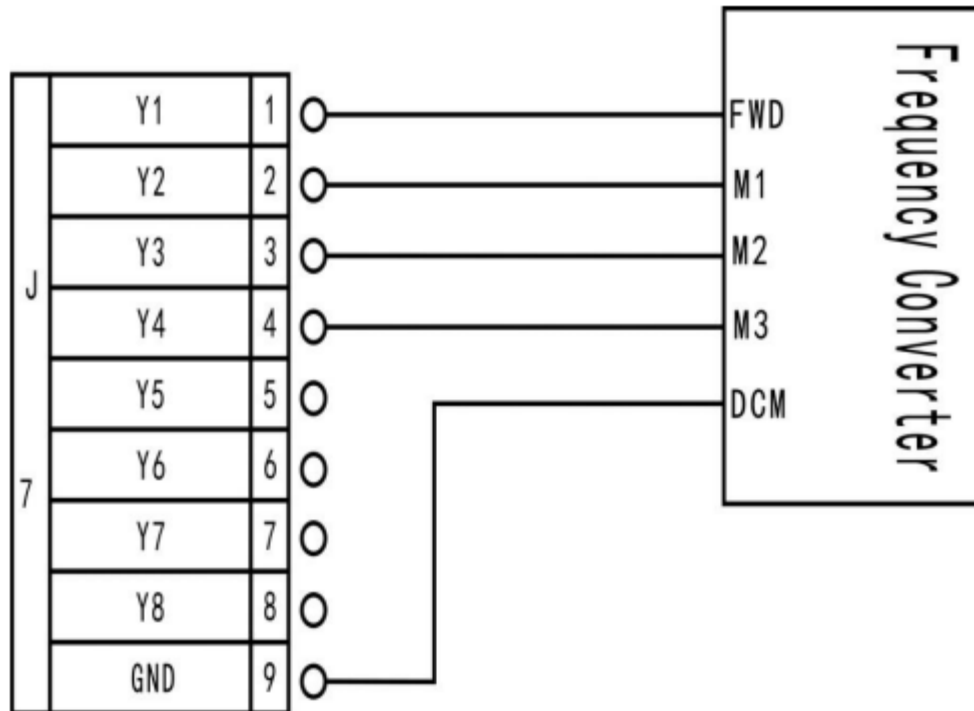 J
7
Y1 1
Y2 2
Y3 3
Y4 4
Y5 5
Y6 6
Y7 7
Y8 8
GND 9
FWD
M1
M2
M3
DCM
Frequency Converter